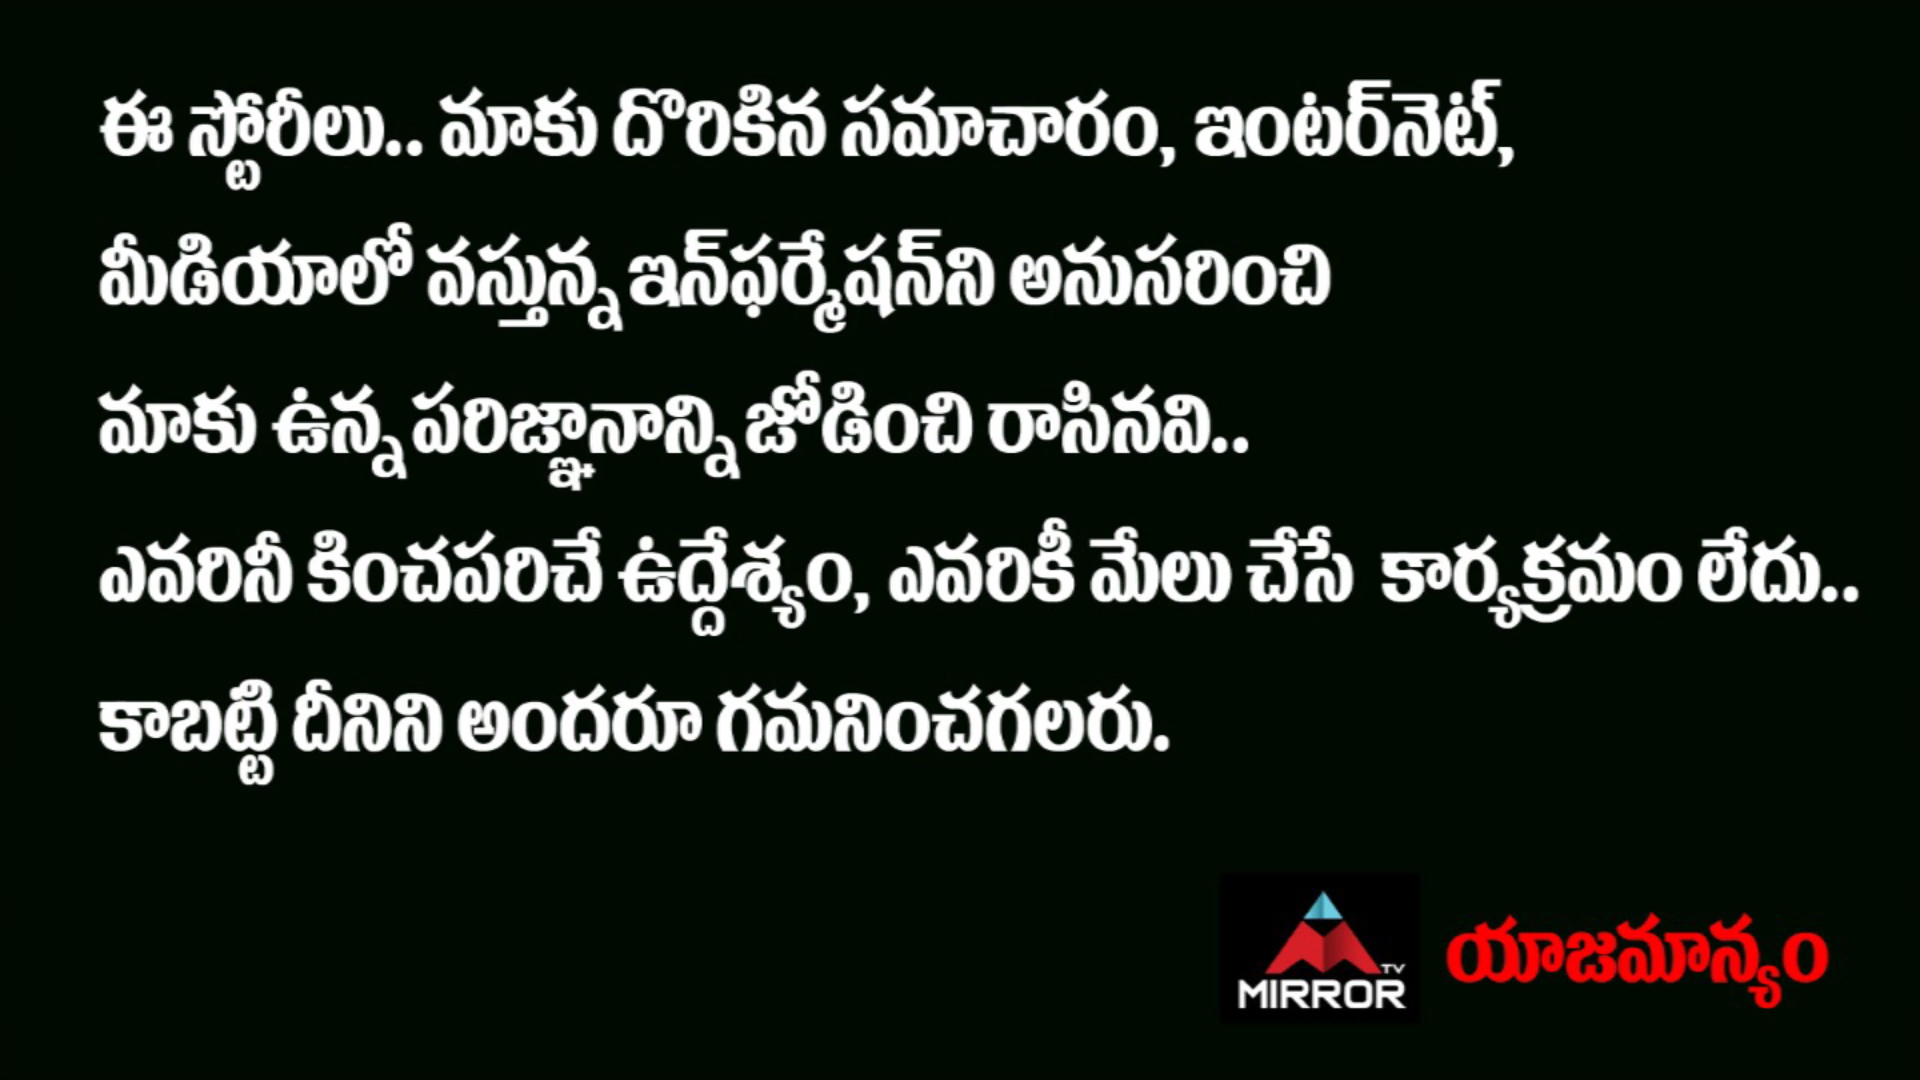 ఈ స్టోరీలు.. మాకు దొరికిన సమాచారం, ఇంటర్‌నెట్,
మీడియాలో వస్తున్న ఇన్‌ఫర్మేషన్‌ని అనుసరించి
మాకు ఉన్న పరిజ్ఞానాన్ని జోడించి రాసినవి..
ఎవరినీ కించపరిచే ఉద్దేశ్యం, ఎవరికీ మేలు చేసే కార్యక్రమం లేదు..
కాబట్టి దీనిని అందరూ గమనించగలరు.
TV
MIRROR
యాజమాన్యం